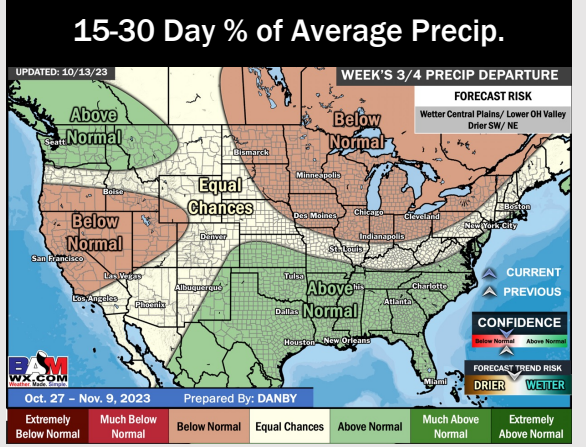 15-30 Day % of Average Precip.
UPDATED: 10/13/23
WEEK'S 3/4 PRECIP DEPARTURE
FORECAST RISK
Wetter Central Plains/ Lower OH Valley
Drier SW/ NE
Above
Normal
Seatt
Below
Normal
Bismarck
Minneapolis
Boise
Equal
Chances
Below
Normal
Des Moines
Chicago
Cleveland
Boston
New York City
Indianapolis
St. Louis
Denver
San Francisco
Las Vegas
Los Angeles
Albuquerque
Phoenix
Tulsa
Above
his
Normal
Charlotte
Atlanta
Dallas
Houston
New Orleans
Miami
CURRENT
PREVIOUS
CONFIDENCE
Below Normal
Above Normal
FORECAST TREND RISK
DRIER
WETTER
BAM
WX.COM
Weather. Made. Simple.
Oct. 27 – Nov. 9, 2023
Prepared By: DANBY
Extremely
Below Normal
Much Below
Normal
Below Normal
Equal Chances
Above Normal
Much Above
Normal
Extremely
Above Normal